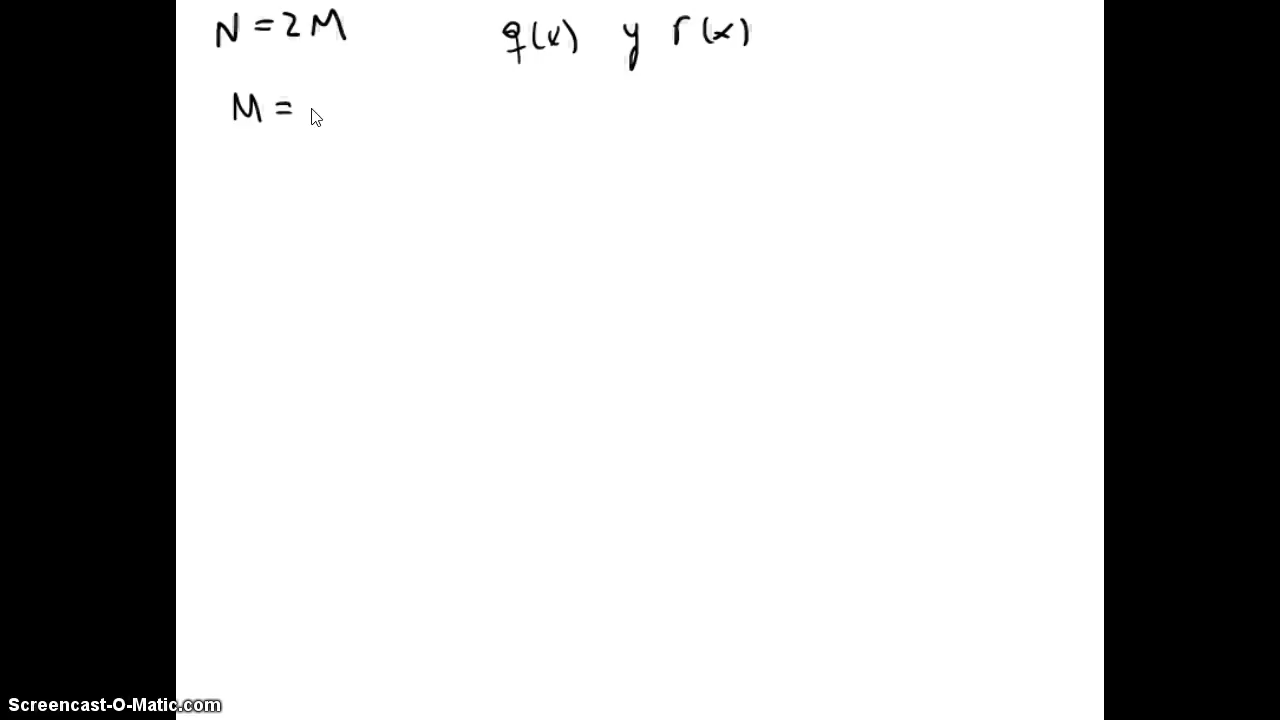 N = 2M q(x) y r(x)
M =
Screencast-O-Matic.com